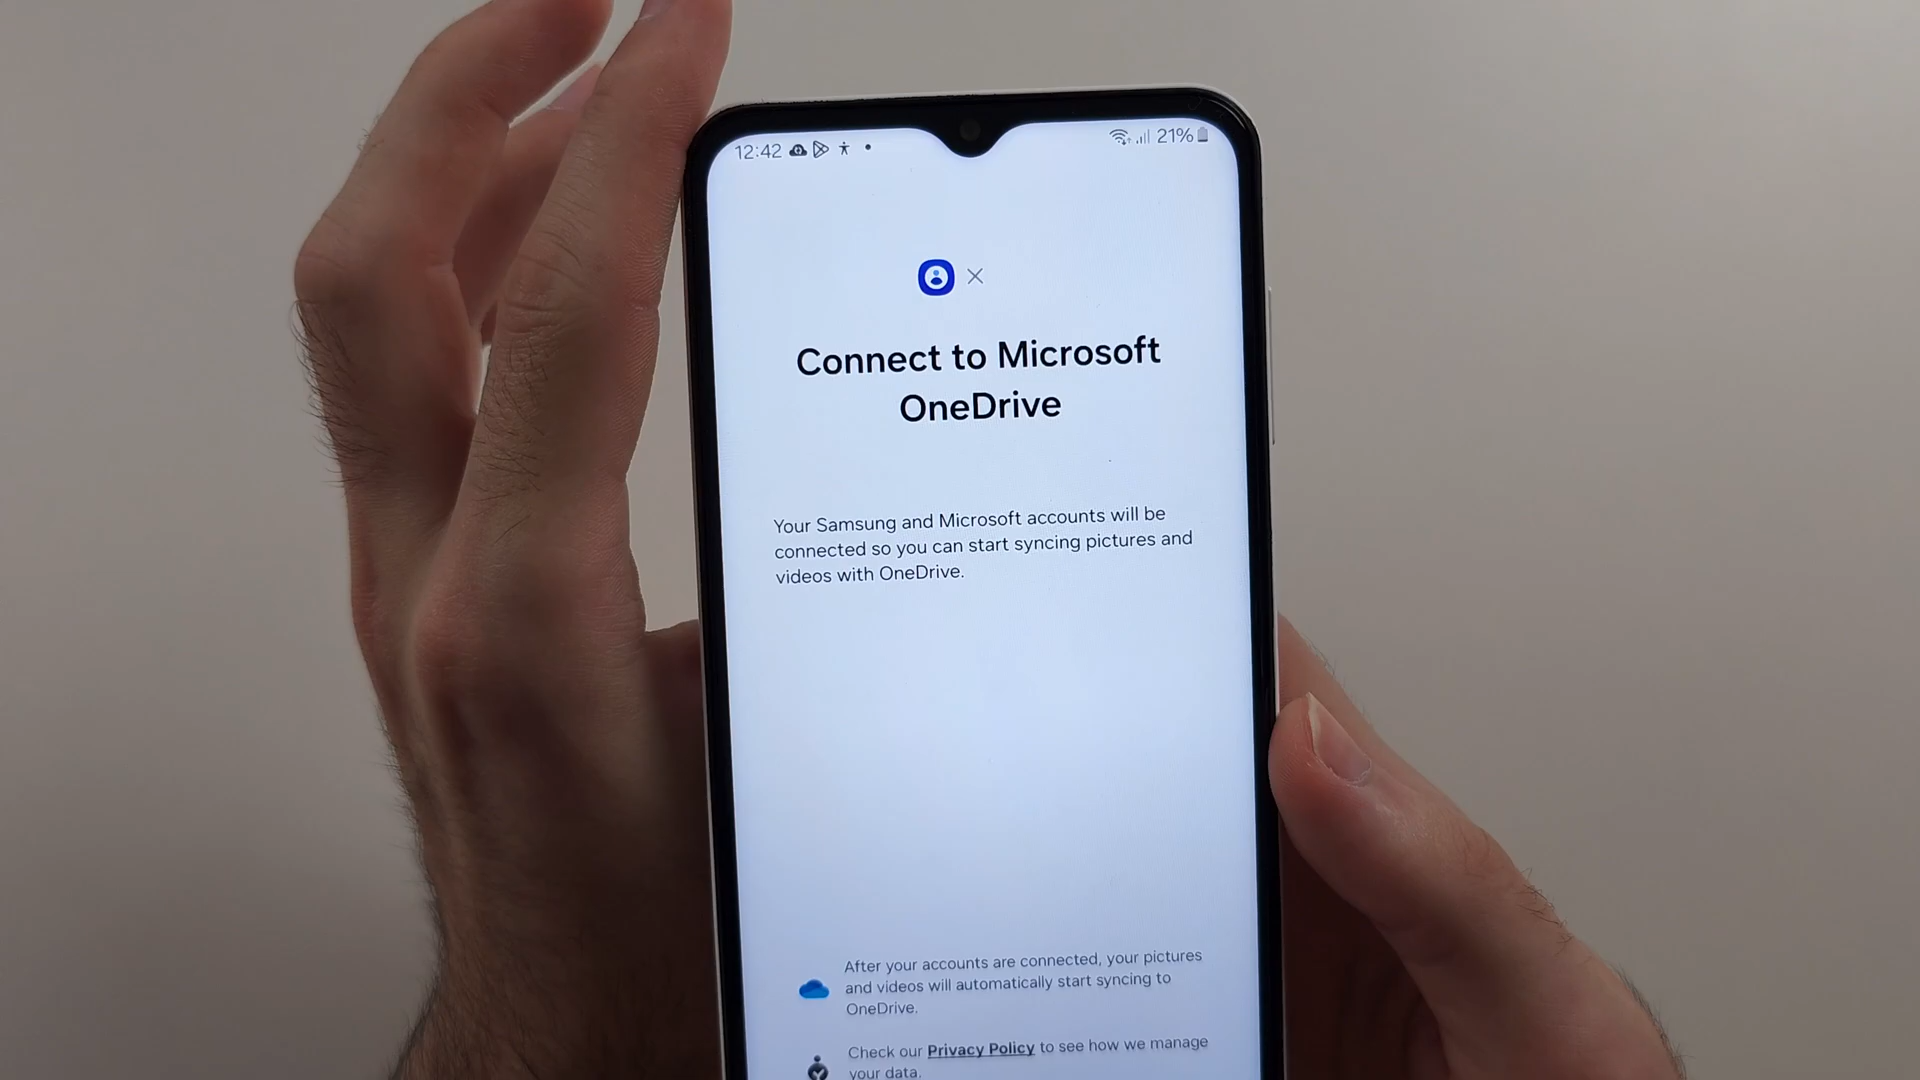 12:42
21%
Connect to Microsoft
OneDrive
Your Samsung and Microsoft accounts will be
connected so you can start syncing pictures and
videos with OneDrive.
After your accounts are connected, your pictures
and videos will automatically start syncing to
OneDrive.
Check our Privacy Policy to see how we manage
your data.